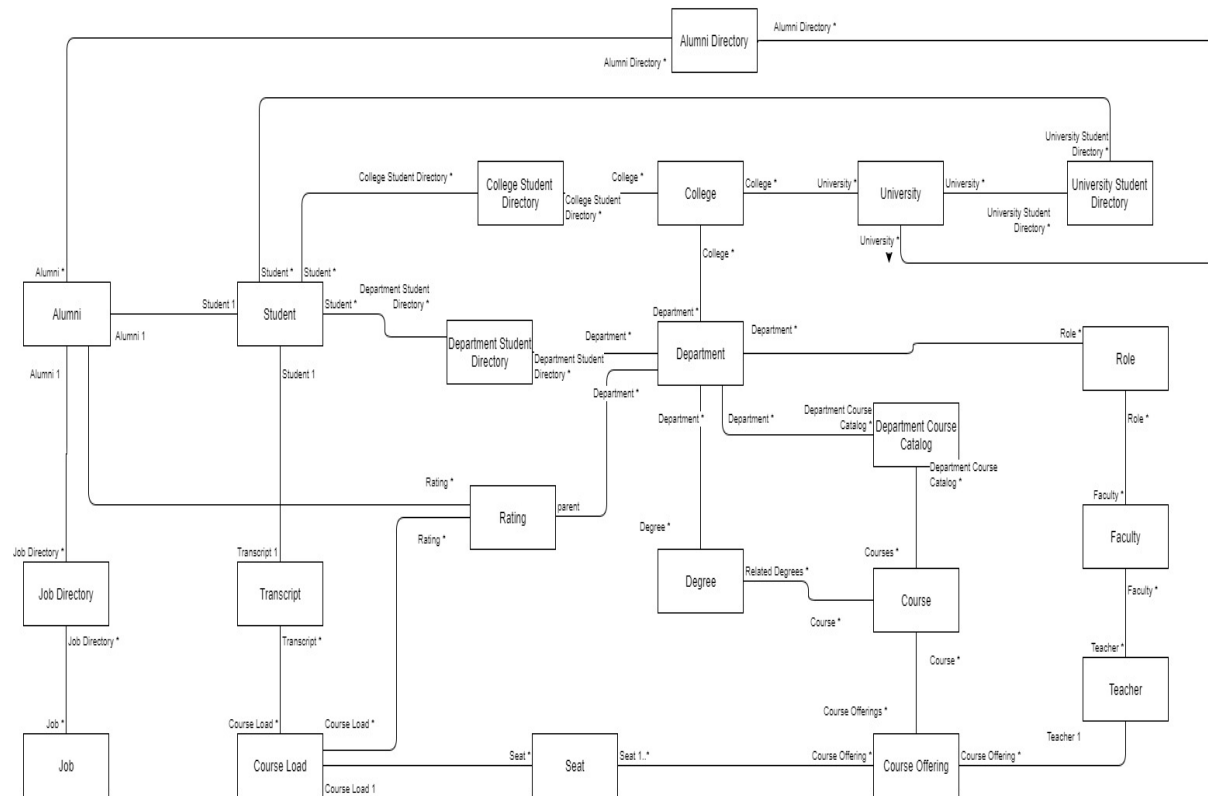 Alumni Directory *
Alumni Directory
Alumni Directory *
University Student
Directory *
College Student Directory *
College Student
Directory
College *
College Student
Directory *
College
College *
University *
University
University *
University Student
Directory *
University Student
Directory
University *
College *
Alumni *
Student *
Student *
Alumni
Student 1
Alumni 1
Student
Student *
Department Student
Directory *
Department Student
Directory
Department *
Department Student
Directory *
Department *
Department
Department *
Department *
Role *
Role
Alumni 1
Student 1
Department *
Department *
Department Course
Catalog *
Department Course
Catalog
Department Course
Catalog *
Role *
Rating *
Rating
parent
Rating *
Degree *
Faculty *
Faculty
Faculty *
Job Directory *
Job Directory
Job Directory *
Transcript 1
Transcript
Transcript *
Degree
Related Degrees *
Courses *
Course
Course *
Course *
Teacher *
Teacher
Teacher 1
Job *
Job
Course Load *
Course Load
Course Load *
Course Load 1
Seat *
Seat
Seat 1..*
Course Offerings *
Course Offering *
Course Offering
Course Offering *